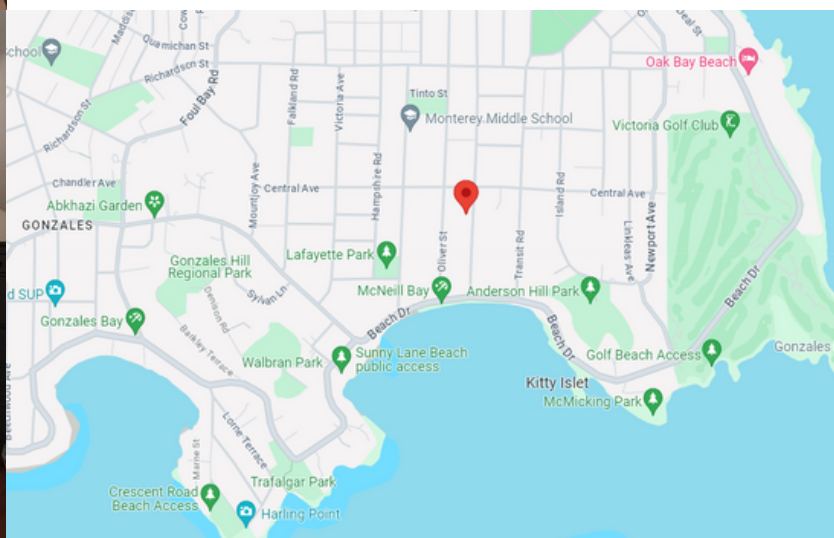 Deal St
Oak Bay Beach
Quamichan St
Richardson St
Foul Bay Rd
Falkland Rd
Victoria Ave
Tinto St
Monterey Middle School
Victoria Golf Club
Richardson St
Chandler Ave
Mountjoy Ave
Central Ave
Hampshire Rd
Island Rd
Central Ave
Abkhazi Garden
GONZALES
Gonzales Hill
Regional Park
Lafayette Park
Oliver St
Transit Rd
Linkleas Ave
Newport Ave
d SUP
Denison Rd
Sylvan Ln
McNeill Bay
Anderson Hill Park
Beach Dr
Gonzales Bay
Barkley Terrace
Beach Dr
Beach Dr
Walbran Park
Sunny Lane Beach
public access
Golf Beach Access
Gonzales
Kitty Islet
McMicking Park
Lorne Terrace
Marne St
Trafalgar Park
Crescent Road
Beach Access
Harling Point